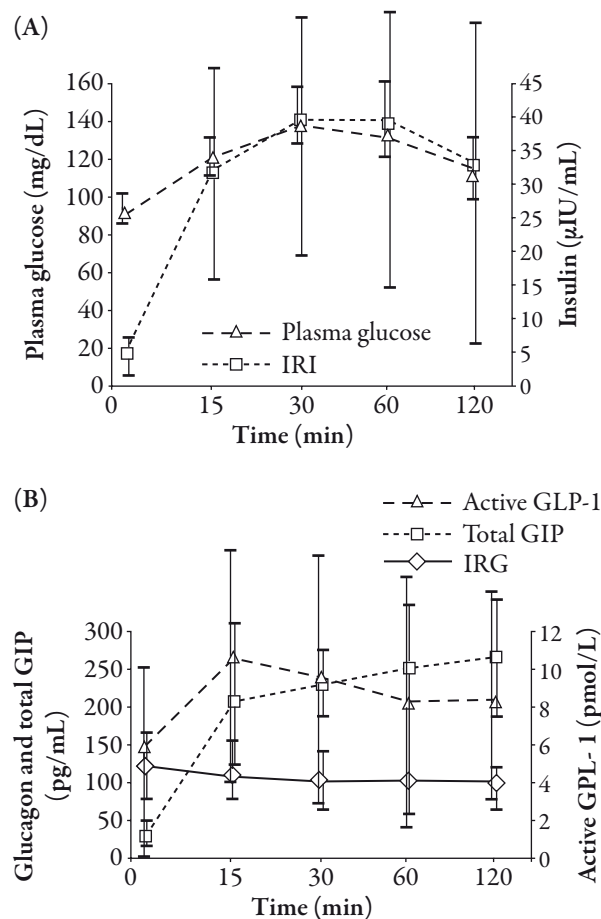 (A)
Plasma glucose (mg/dL)
160
140
120
100
80
60
40
20
0
45
40
35
30
25
20
15
10
5
0
Insulin (μIU/mL)
Plasma glucose
IRI
0 15 30 60 120
Time (min)
(B)
Active GLP-1
Total GIP
IRG
Glucagon and total GIP
(pg/mL)
300
250
200
150
100
50
0
12
10
8
6
4
2
0
Active GPL- 1 (pmol/L)
0 15 30 60 120
Time (min)